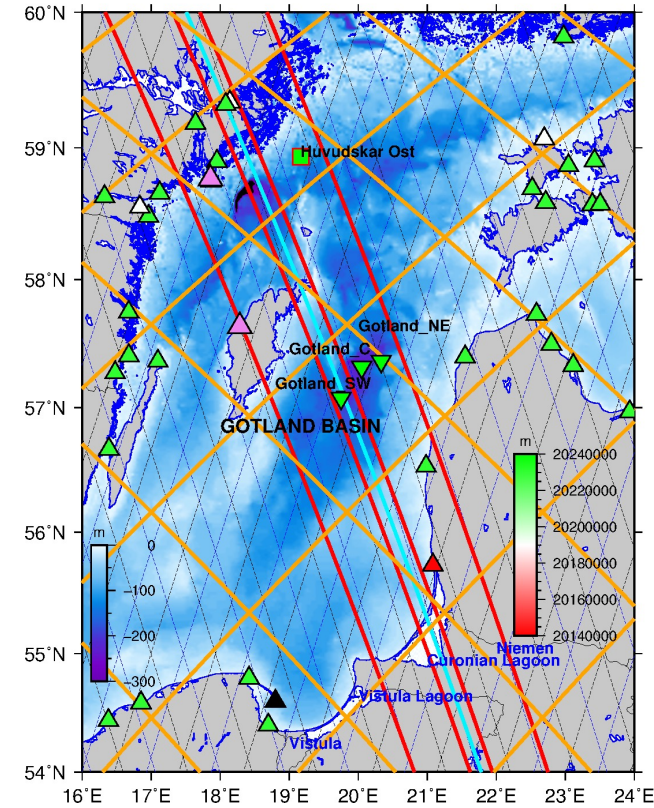 60°N
59°N
Huvudskar Ost
58°N
Gotland_NE
Gotland_C
Gotland_SW
57°N
GOTLAND BASIN
m
20240000
20220000
20200000
20180000
20160000
20140000
56°N
m
0
−100
−200
−300
55°N
Niemen
Curonian Lagoon
Vistula Lagoon
Vistula
54°N
16°E 17°E 18°E 19°E 20°E 21°E 22°E 23°E 24°E